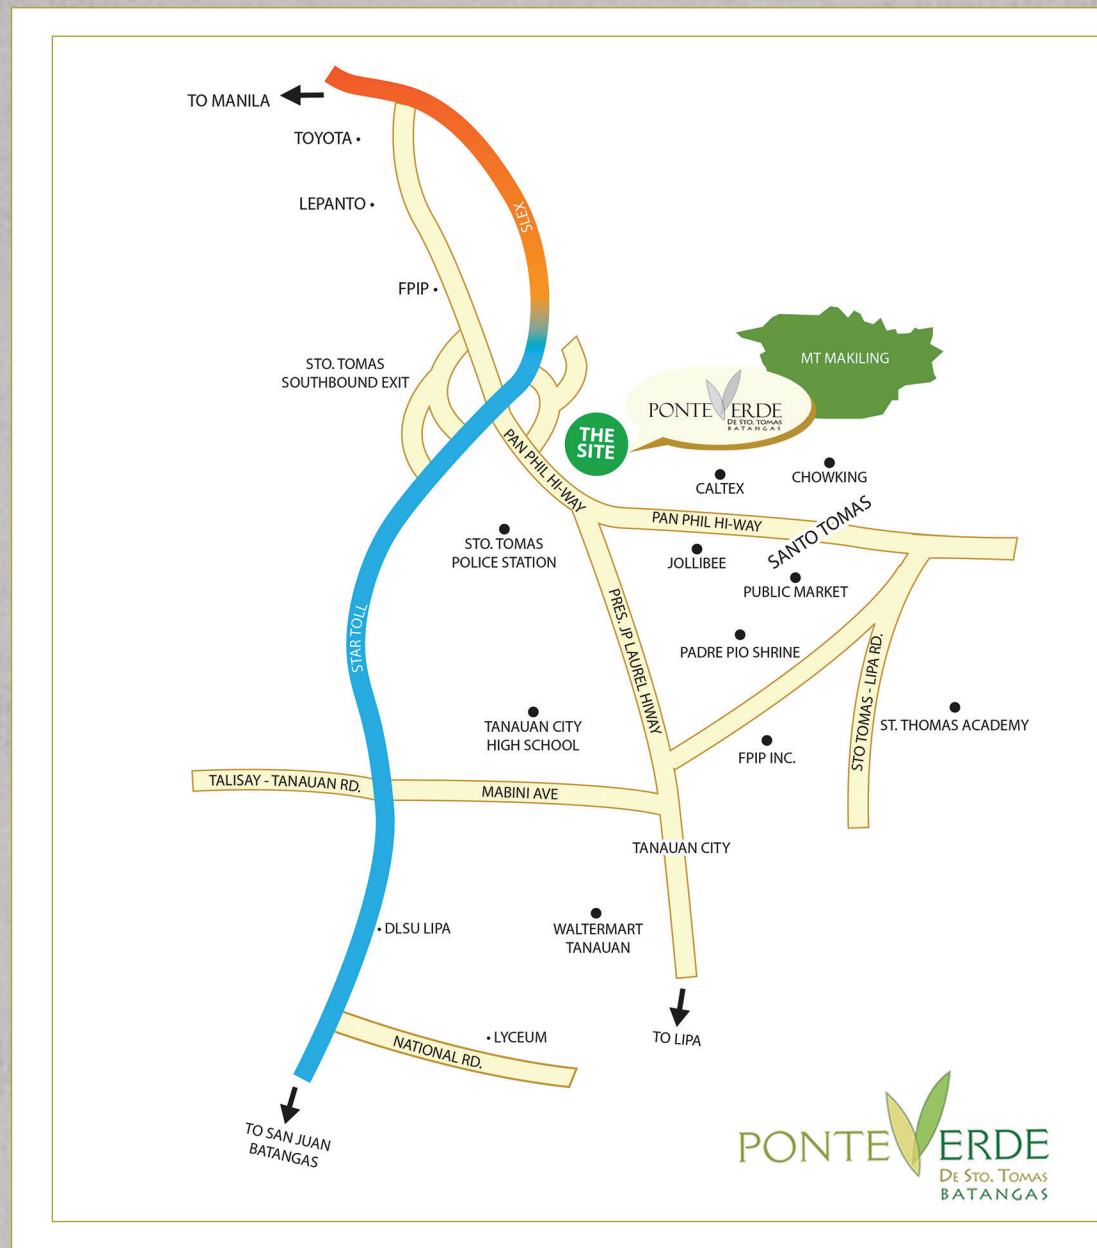 TO MANILA
TOYOTA
LEPANTO
SLEX
FPIP
STO. TOMAS
SOUTHBOUND EXIT
MT MAKILING
PONTE VERDE
DE STO. TOMAS
BATANGAS
THE
SITE
PAN PHIL HI-WAY
CALTEX
CHOWKING
PAN PHIL HI-WAY
SANTO TOMAS
STO. TOMAS
POLICE STATION
JOLLIBEE
PUBLIC MARKET
STAR TOLL
PRES. JP LAUREL HIWAY
PADRE PIO SHRINE
STO TOMAS - LIPA RD.
TANAUAN CITY
HIGH SCHOOL
ST. THOMAS ACADEMY
FPIP INC.
TALISAY - TANAUAN RD.
MABINI AVE
TANAUAN CITY
DLSU LIPA
WALTERMART
TANAUAN
LYCEUM
NATIONAL RD.
TO LIPA
TO SAN JUAN
BATANGAS
PONTE VERDE
DE STO. TOMAS
BATANGAS